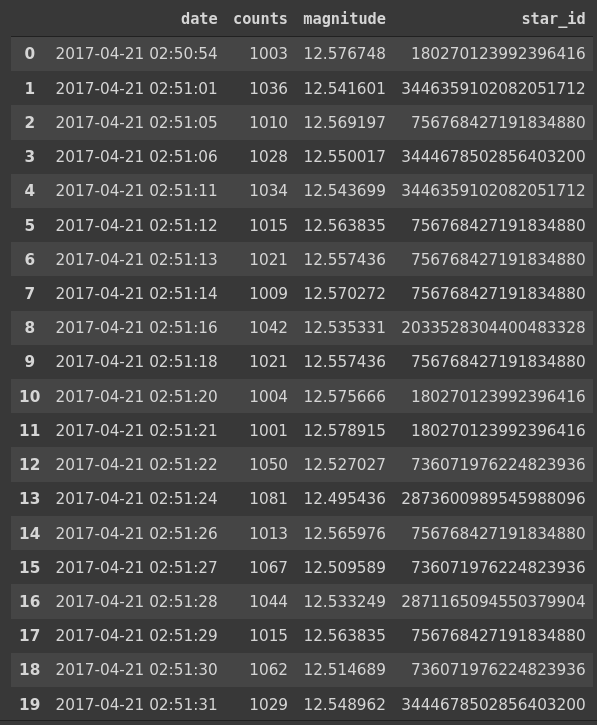 date counts magnitude star_id
0 2017-04-21 02:50:54 1003 12.576748 180270123992396416
1 2017-04-21 02:51:01 1036 12.541601 3446359102082051712
2 2017-04-21 02:51:05 1010 12.569197 756768427191834880
3 2017-04-21 02:51:06 1028 12.550017 3444678502856403200
4 2017-04-21 02:51:11 1034 12.543699 3446359102082051712
5 2017-04-21 02:51:12 1015 12.563835 756768427191834880
6 2017-04-21 02:51:13 1021 12.557436 756768427191834880
7 2017-04-21 02:51:14 1009 12.570272 756768427191834880
8 2017-04-21 02:51:16 1042 12.535331 2033528304400483328
9 2017-04-21 02:51:18 1021 12.557436 756768427191834880
10 2017-04-21 02:51:20 1004 12.575666 180270123992396416
11 2017-04-21 02:51:21 1001 12.578915 180270123992396416
12 2017-04-21 02:51:22 1050 12.527027 736071976224823936
13 2017-04-21 02:51:24 1081 12.495436 2873600989545988096
14 2017-04-21 02:51:26 1013 12.565976 756768427191834880
15 2017-04-21 02:51:27 1067 12.509589 736071976224823936
16 2017-04-21 02:51:28 1044 12.533249 2871165094550379904
17 2017-04-21 02:51:29 1015 12.563835 756768427191834880
18 2017-04-21 02:51:30 1062 12.514689 736071976224823936
19 2017-04-21 02:51:31 1029 12.548962 3444678502856403200